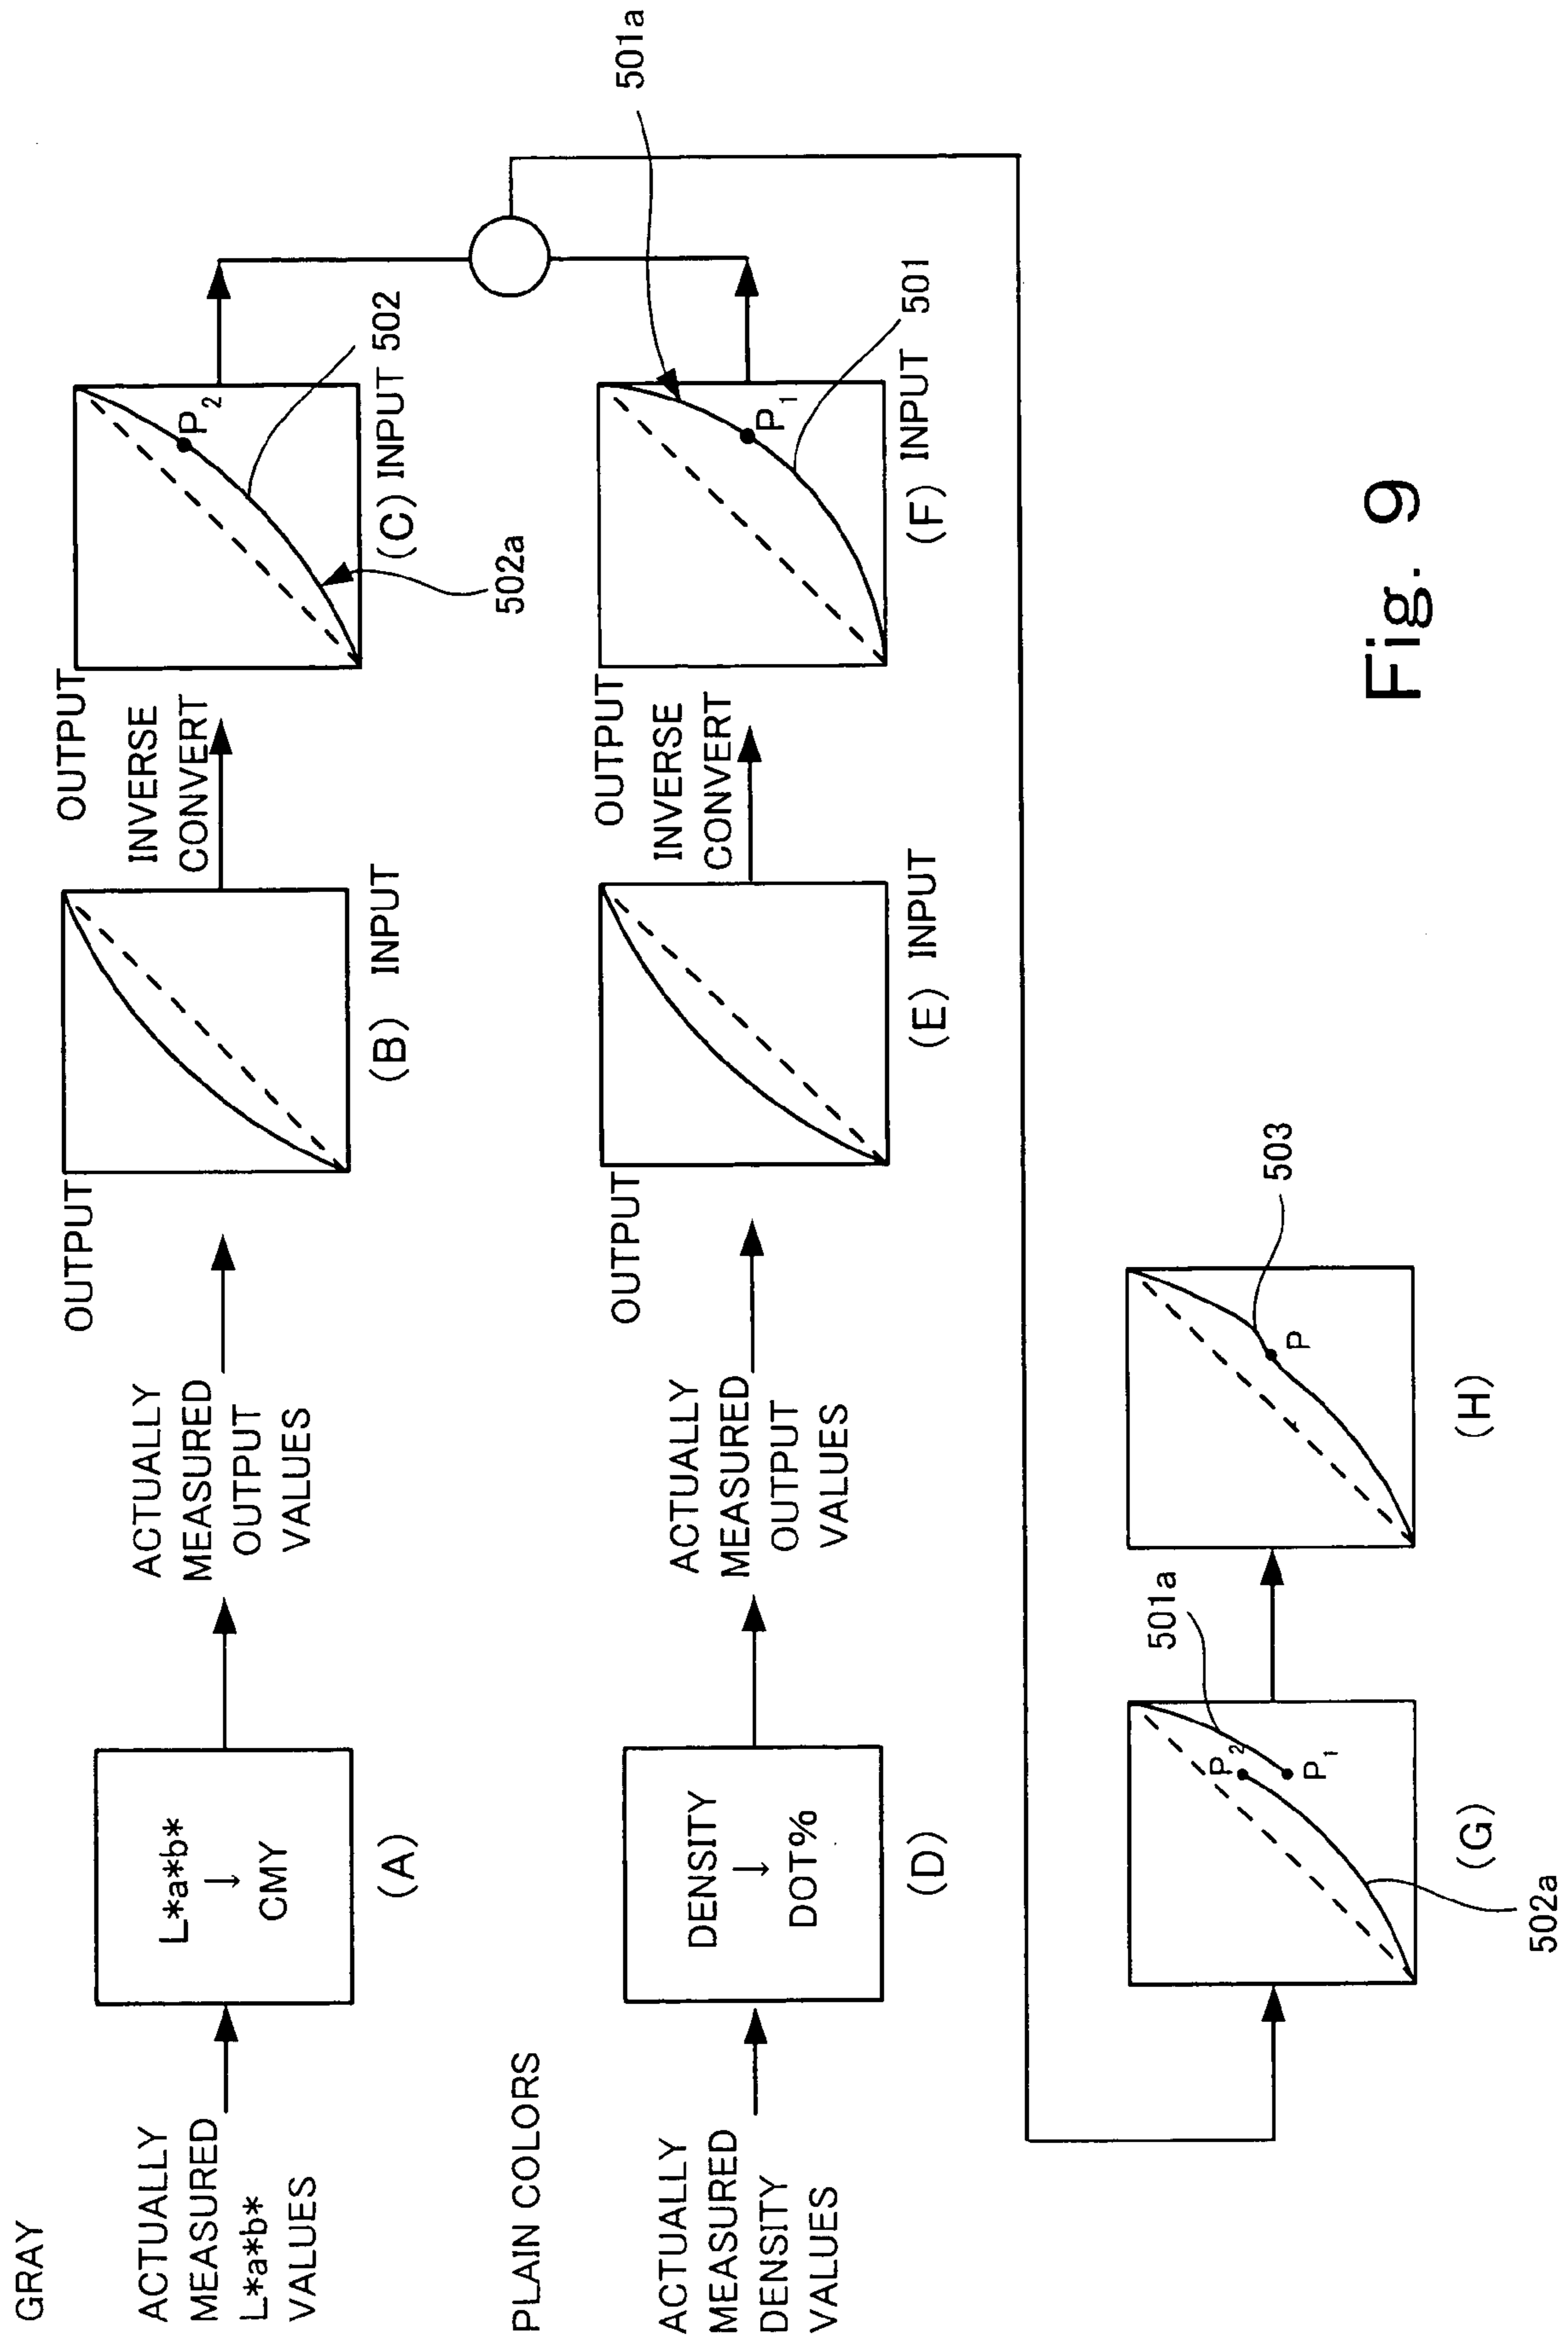 GRAY
ACTUALLY
MEASURED
L*a*b*
VALUES
L*a*b*
↓
CMY
(A)
ACTUALLY
MEASURED
OUTPUT
VALUES
OUTPUT
(B) INPUT
INVERSE
CONVERT
OUTPUT
P2
(C) INPUT
502
502a
PLAIN COLORS
ACTUALLY
MEASURED
DENSITY
VALUES
DENSITY
↓
DOT%
(D)
ACTUALLY
MEASURED
OUTPUT
VALUES
OUTPUT
(E) INPUT
INVERSE
CONVERT
OUTPUT
P1
(F) INPUT
501
501a
P2
P1
501a
502a
(G)
P
503
(H)
Fig. 9